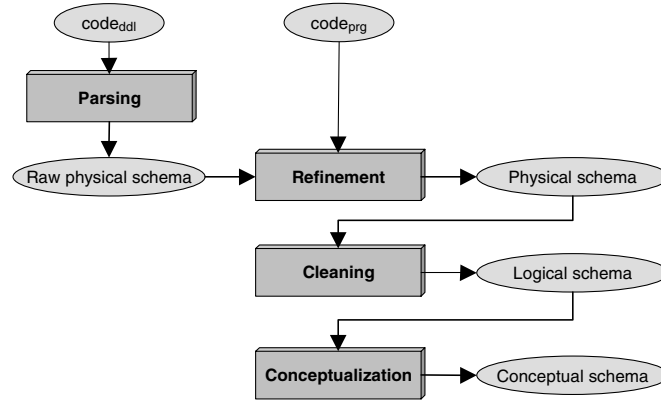 code_ddl
code_prg
Parsing
Raw physical schema
Refinement
Physical schema
Cleaning
Logical schema
Conceptualization
Conceptual schema